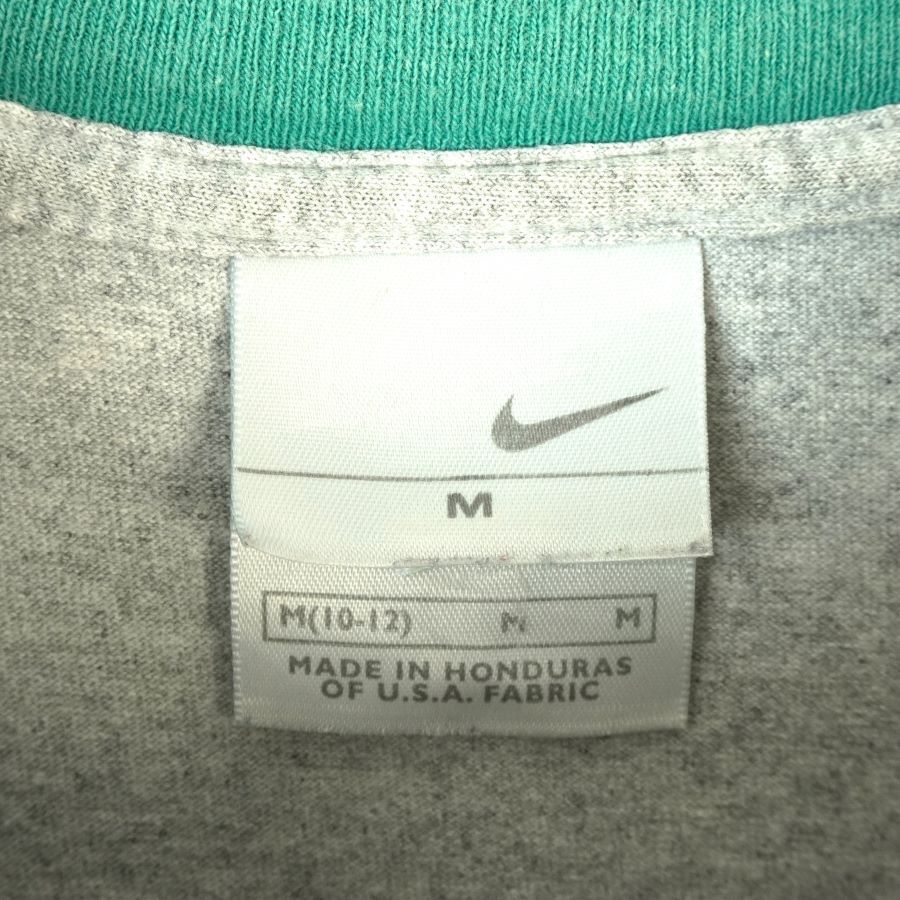 M
M(10-12) M M
MADE IN HONDURAS
OF U.S.A. FABRIC